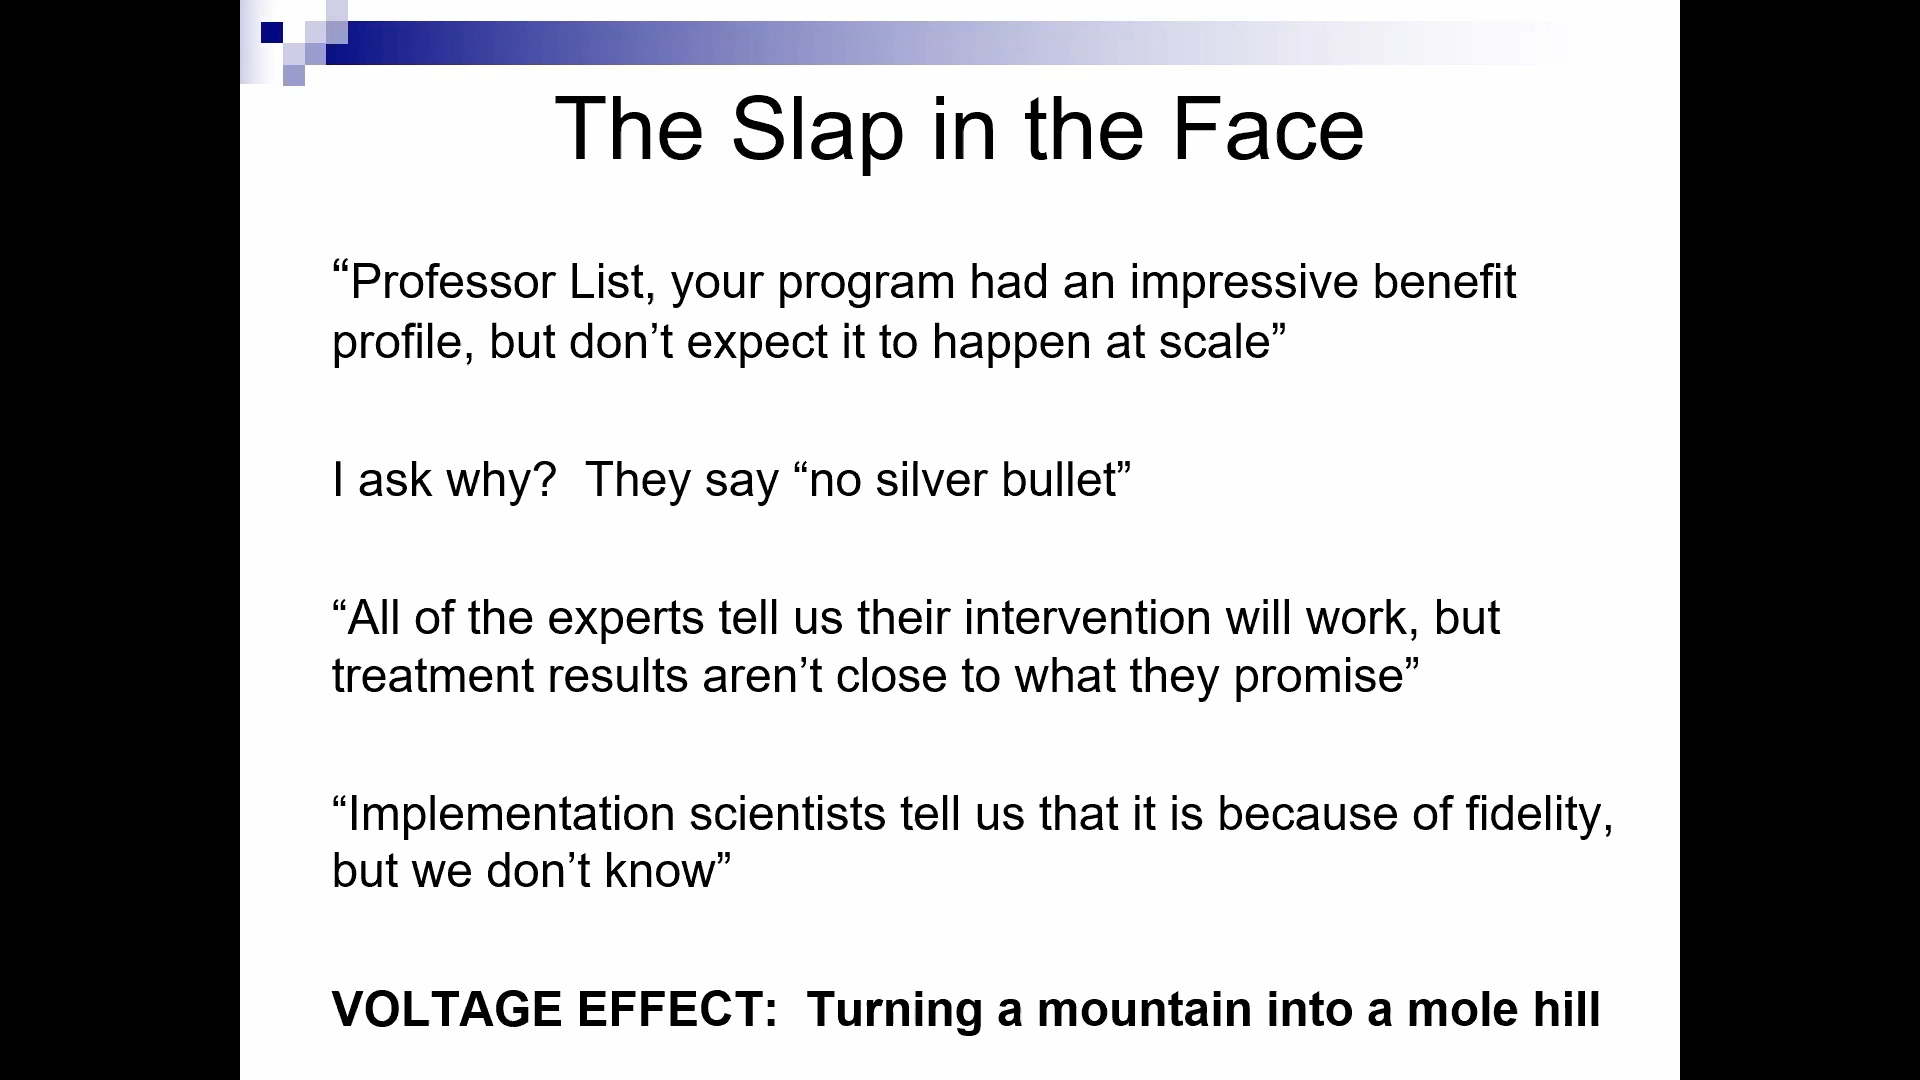 The Slap in the Face
“Professor List, your program had an impressive benefit
profile, but don’t expect it to happen at scale”
I ask why?  They say “no silver bullet”
“All of the experts tell us their intervention will work, but
treatment results aren’t close to what they promise”
“Implementation scientists tell us that it is because of fidelity,
but we don’t know”
VOLTAGE EFFECT:  Turning a mountain into a mole hill